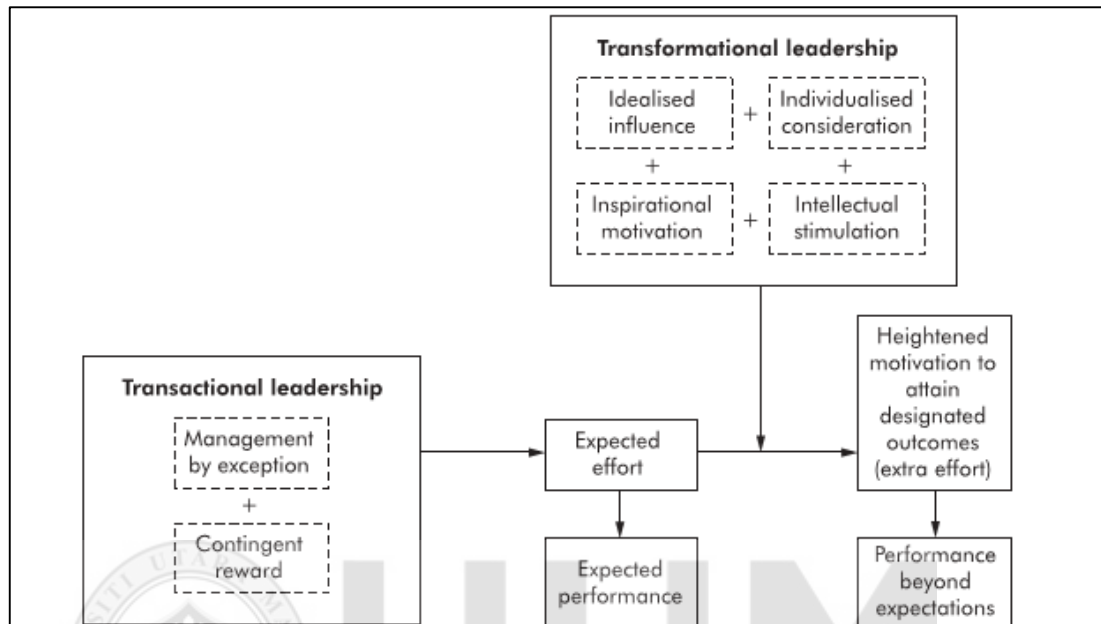 Transformational leadership
Idealised
influence
+
Individualised
consideration
+
+
Inspirational
motivation
+
Intellectual
stimulation
Transactional leadership
Management
by exception
+
Contingent
reward
Expected
effort
Heightened
motivation to
attain
designated
outcomes
(extra effort)
Expected
performance
Performance
beyond
expectations